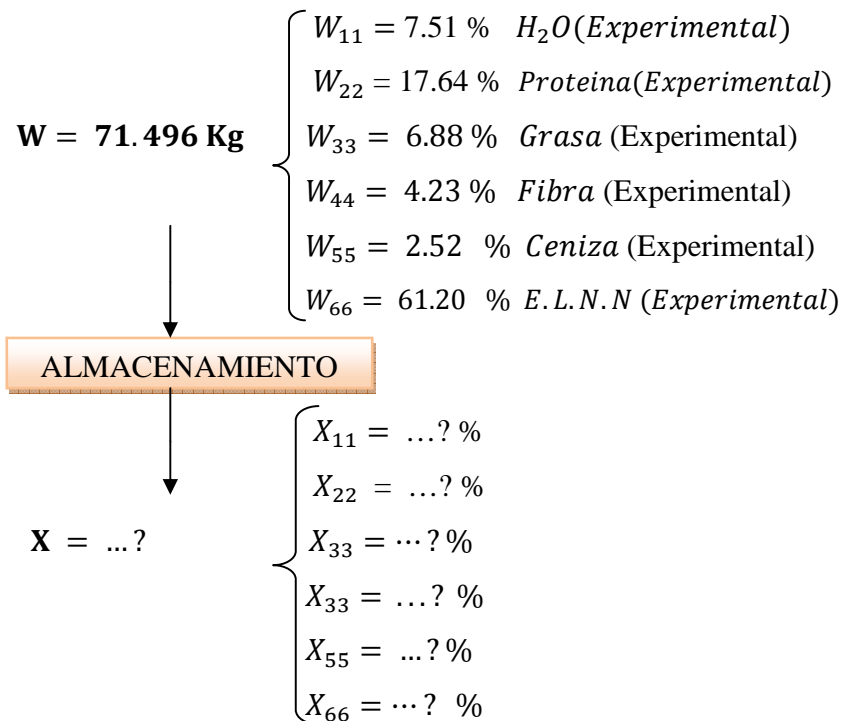 W₁₁ = 7.51 % H₂O(Experimental)
W₂₂ = 17.64 % Proteina(Experimental)
W = 71.496 Kg
W₃₃ = 6.88 % Grasa (Experimental)
W₄₄ = 4.23 % Fibra (Experimental)
W₅₅ = 2.52 % Ceniza (Experimental)
W₆₆ = 61.20 % E.L.N.N (Experimental)
ALMACENAMIENTO
X₁₁ = …? %
X₂₂ = …? %
X = …?
X₃₃ = ⋯? %
X₃₃ = …? %
X₅₅ = …? %
X₆₆ = ⋯? %